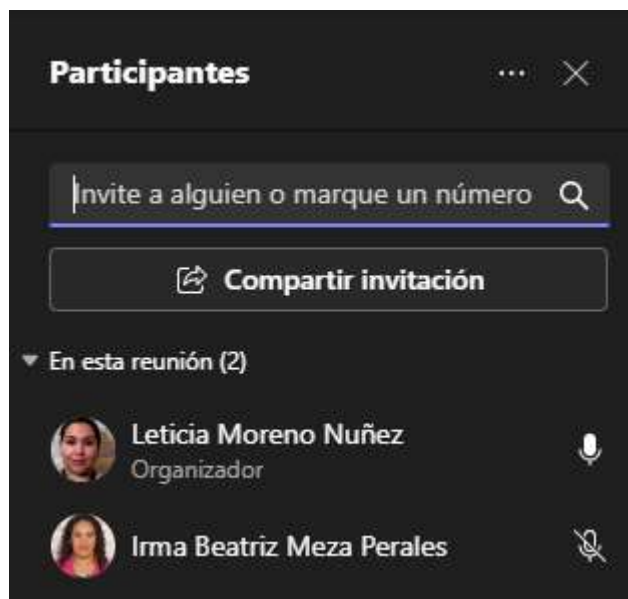 Participantes
Invite a alguien o marque un número
Compartir invitación
En esta reunión (2)
Leticia Moreno Nuñez
Organizador
Irma Beatriz Meza Perales